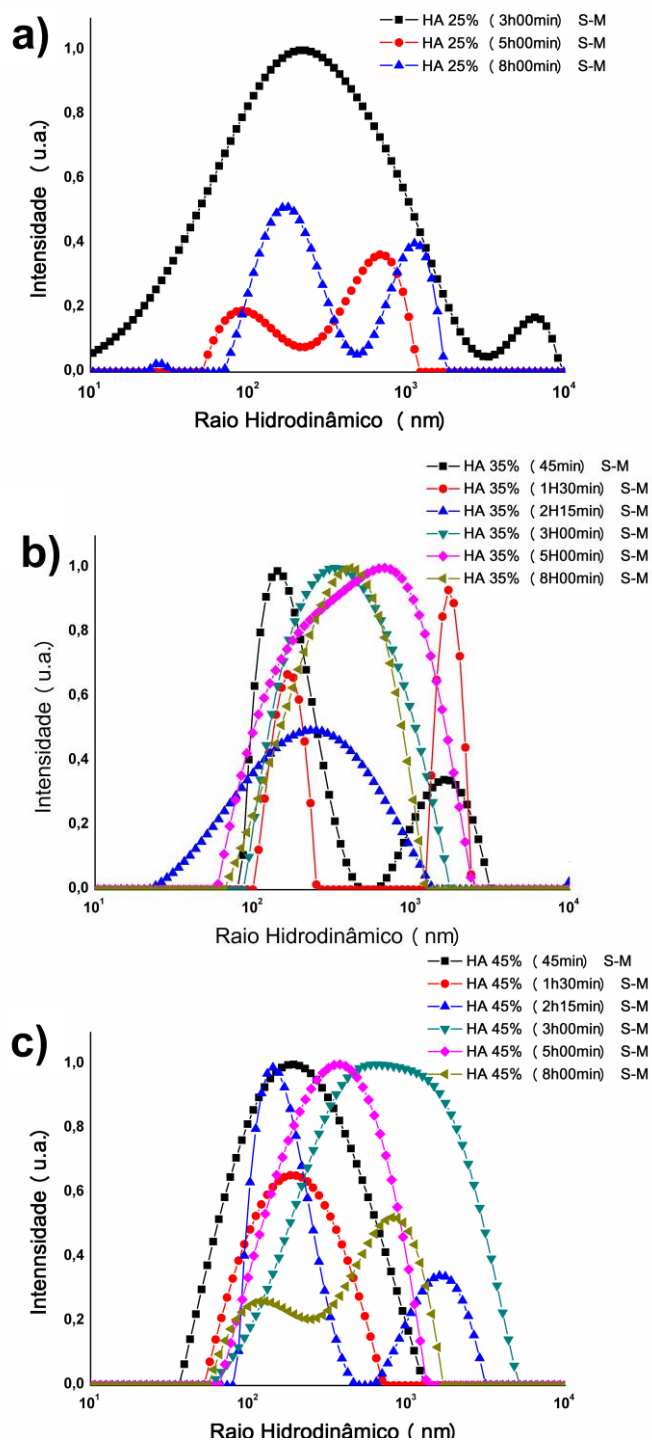 a)
HA 25% ( 3h00min) S-M
HA 25% ( 5h00min) S-M
HA 25% ( 8h00min) S-M
Intensidade ( u.a.)
1,0
0,8
0,6
0,4
0,2
0,0
10¹ 10² 10³ 10⁴
Raio Hidrodinâmico ( nm)
b)
HA 35% ( 45min) S-M
HA 35% ( 1H30min) S-M
HA 35% ( 2H15min) S-M
HA 35% ( 3H00min) S-M
HA 35% ( 5H00min) S-M
HA 35% ( 8H00min) S-M
Intensidade ( u.a.)
1,0
0,8
0,6
0,4
0,2
0,0
10¹ 10² 10³ 10⁴
Raio Hidrodinâmico ( nm)
c)
HA 45% ( 45min) S-M
HA 45% ( 1h30min) S-M
HA 45% ( 2h15min) S-M
HA 45% ( 3h00min) S-M
HA 45% ( 5h00min) S-M
HA 45% ( 8h00min) S-M
Intennsidade ( u.a.)
1,0
0,8
0,6
0,4
0,2
0,0
10¹ 10² 10³ 10⁴
Raio Hidrodinâmico ( nm)